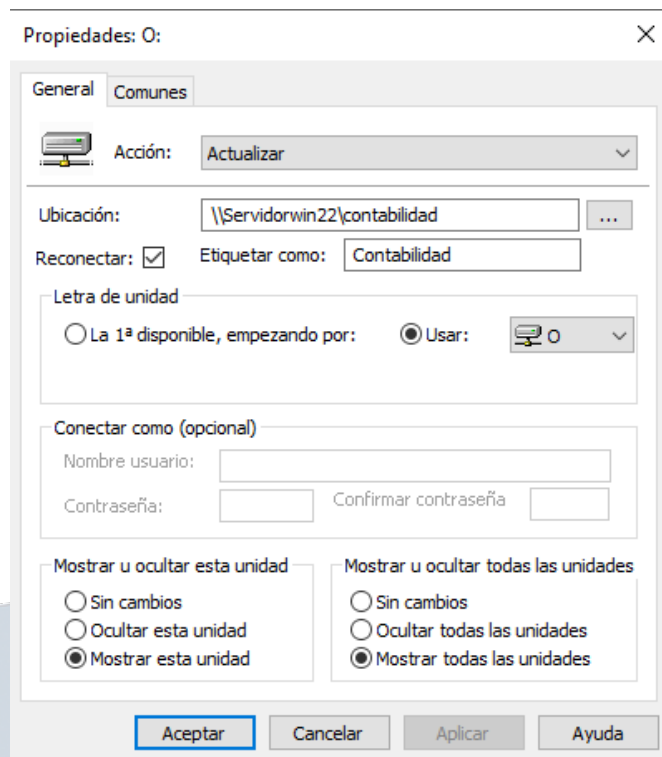 Propiedades: O:
General Comunes
Acción: Actualizar
Ubicación: \\Servidorwin22\contabilidad ...
Reconectar: Etiquetar como: Contabilidad
Letra de unidad
La 1ª disponible, empezando por: Usar: O
Conectar como (opcional)
Nombre usuario:
Contraseña: Confirmar contraseña
Mostrar u ocultar esta unidad
Sin cambios
Ocultar esta unidad
Mostrar esta unidad
Mostrar u ocultar todas las unidades
Sin cambios
Ocultar todas las unidades
Mostrar todas las unidades
Aceptar Cancelar Aplicar Ayuda